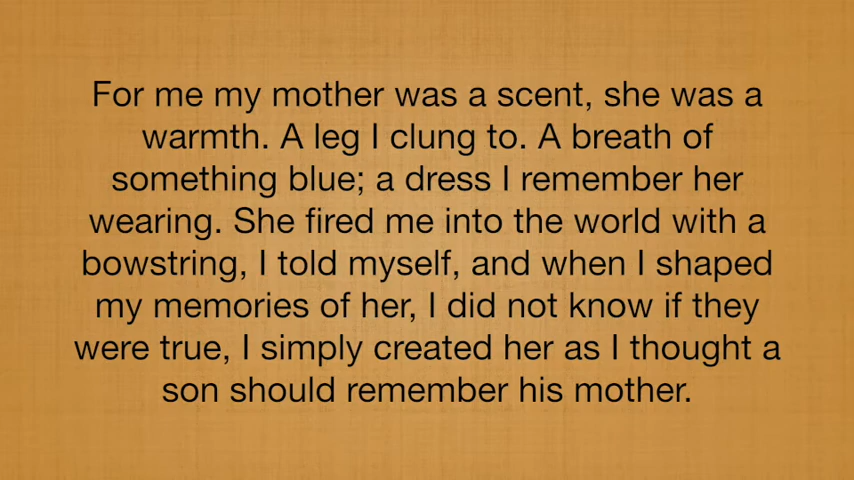 For me my mother was a scent, she was a
warmth. A leg I clung to. A breath of
something blue; a dress I remember her
wearing. She fired me into the world with a
bowstring, I told myself, and when I shaped
my memories of her, I did not know if they
were true, I simply created her as I thought a
son should remember his mother.